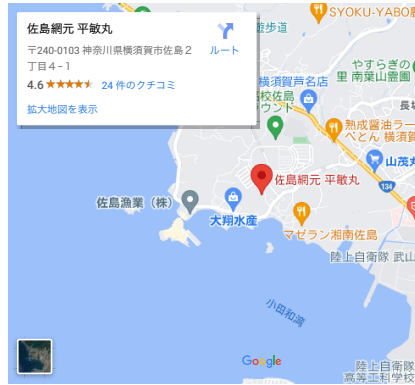 佐島網元 平敏丸
〒240-0103 神奈川県横須賀市佐島２
丁目４−１
ルート
4.6
24 件のクチコミ
拡大地図を表示
SYOKU-YABO
遊歩道
やすらぎの
里 南葉山霊園
横須賀芦名店
熟成醤油ラー
横須賀
山茂丸
134
佐島網元 平敏丸
佐島漁業（株）
大翔水産
マゼラン湘南佐島
陸上自衛隊 武山
小田和湾
Google
陸上自衛隊
高等工科学校